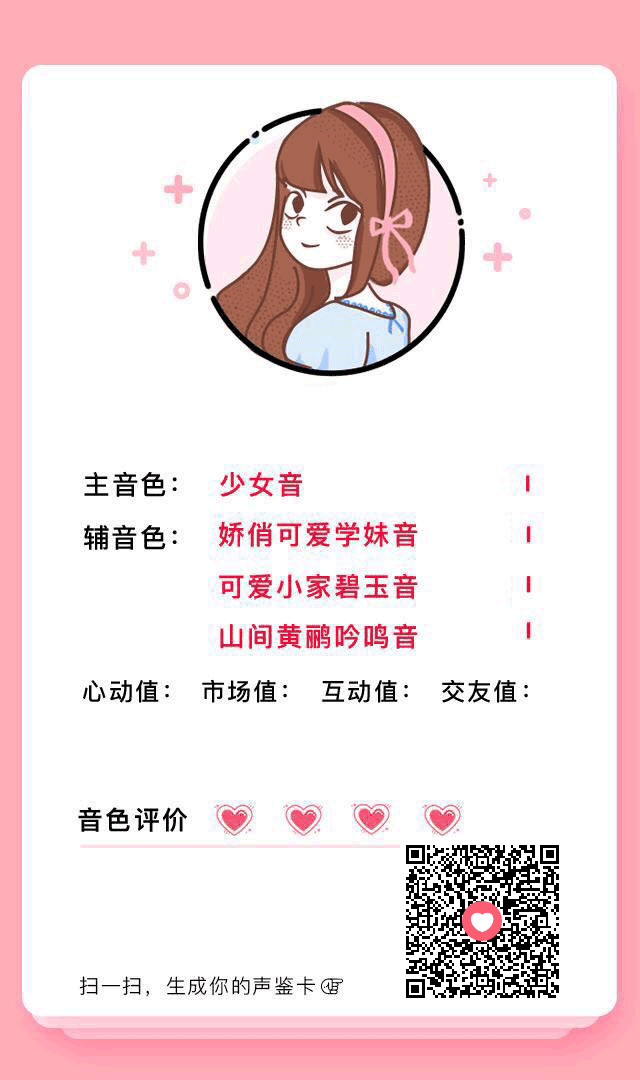 主音色： 少女音
辅音色： 娇俏可爱学妹音
可爱小家碧玉音
山间黄鹂吟鸣音
心动值： 市场值： 互动值： 交友值：
音色评价
扫一扫，生成你的声鉴卡